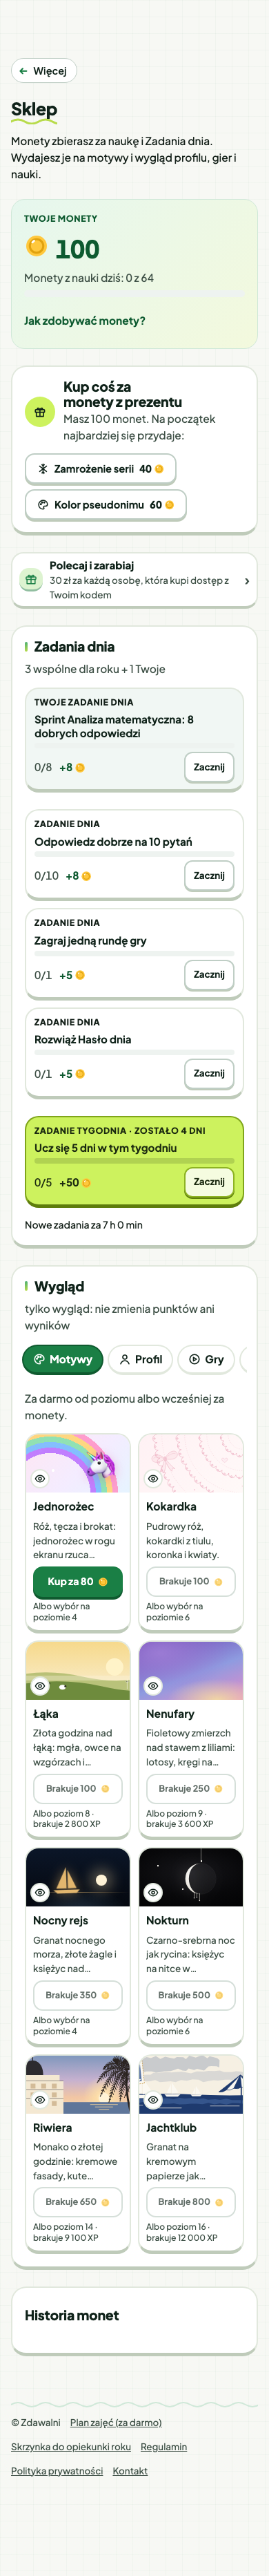 ← Więcej
Sklep
Monety zbierasz za naukę i Zadania dnia.
Wydajesz je na motywy i wygląd profilu, gier i
nauki.
TWOJE MONETY
100
Monety z nauki dziś: 0 z 64
Jak zdobywać monety?
Kup coś za
monety z prezentu
Masz 100 monet. Na początek
najbardziej się przydaje:
Zamrożenie serii 40
Kolor pseudonimu 60
Polecaj i zarabiaj
30 zł za każdą osobę, która kupi dostęp z
Twoim kodem
Zadania dnia
3 wspólne dla roku + 1 Twoje
TWOJE ZADANIE DNIA
Sprint Analiza matematyczna: 8
dobrych odpowiedzi
0/8 +8 Zacznij
ZADANIE DNIA
Odpowiedz dobrze na 10 pytań
0/10 +8 Zacznij
ZADANIE DNIA
Zagraj jedną rundę gry
0/1 +5 Zacznij
ZADANIE DNIA
Rozwiąż Hasło dnia
0/1 +5 Zacznij
ZADANIE TYGODNIA · ZOSTAŁO 4 DNI
Ucz się 5 dni w tym tygodniu
0/5 +50 Zacznij
Nowe zadania za 7 h 0 min
Wygląd
tylko wygląd: nie zmienia punktów ani
wyników
Motywy Profil Gry
Za darmo od poziomu albo wcześniej za
monety.
Jednorożec
Róż, tęcza i brokat:
jednorożec w rogu
ekranu rzuca…
Kup za 80
Albo wybór na
poziomie 4
Kokardka
Pudrowy róż,
kokardki z tiulu,
koronka i kwiaty.
Brakuje 100
Albo wybór na
poziomie 6
Łąka
Złota godzina nad
łąką: mgła, owce na
wzgórzach i…
Brakuje 100
Albo poziom 8 ·
brakuje 2 800 XP
Nenufary
Fioletowy zmierzch
nad stawem z liliami:
lotosy, kręgi na…
Brakuje 250
Albo poziom 9 ·
brakuje 3 600 XP
Nocny rejs
Granat nocnego
morza, złote żagle i
księżyc nad…
Brakuje 350
Albo wybór na
poziomie 4
Nokturn
Czarno-srebrna noc
jak rycina: księżyc
na nitce w…
Brakuje 500
Albo wybór na
poziomie 6
Riwiera
Monako o złotej
godzinie: kremowe
fasady, kute…
Brakuje 650
Albo poziom 14 ·
brakuje 9 100 XP
Jachtklub
Granat na
kremowym
papierze jak…
Brakuje 800
Albo poziom 16 ·
brakuje 12 000 XP
Historia monet
© Zdawalni Plan zajęć (za darmo)
Skrzynka do opiekunki roku Regulamin
Polityka prywatności Kontakt